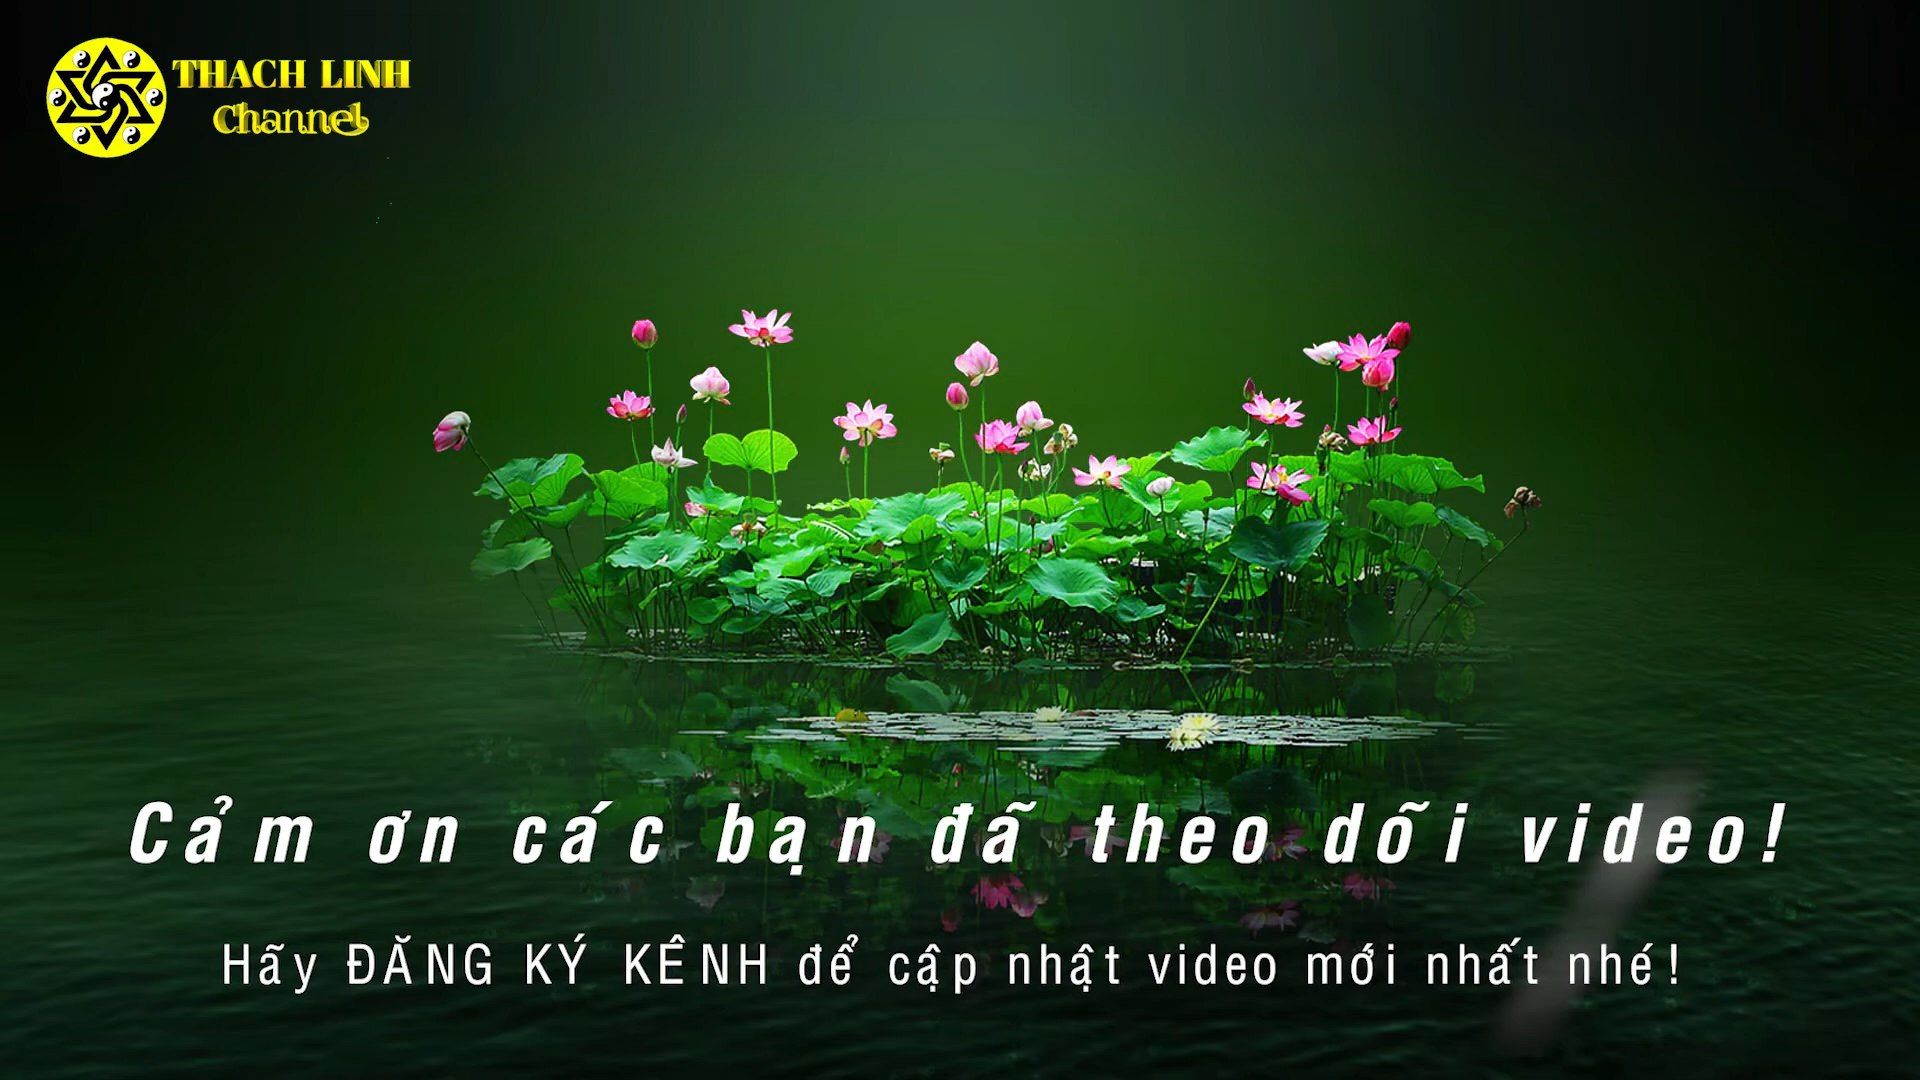 THACH LINH
Channel
Cảm ơn các bạn đã theo dõi video!
Hãy ĐĂNG KÝ KÊNH để cập nhật video mới nhất nhé!